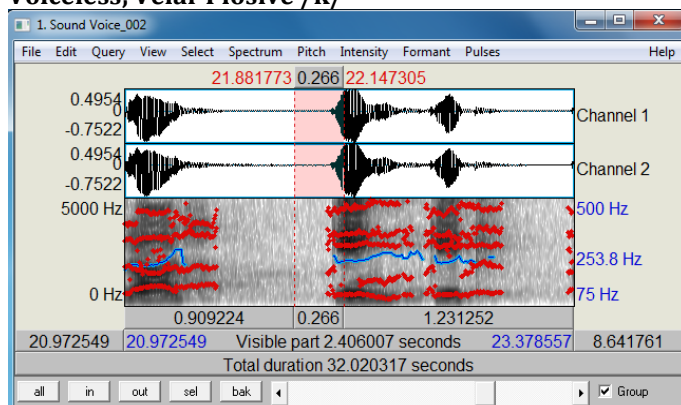 Voiceless, Velar Plosive /k/
1. Sound Voice_002
File Edit Query View Select Spectrum Pitch Intensity Formant Pulses Help
21.881773 0.266 22.147305
0.4954
0
-0.7522
Channel 1
0.4954
0
-0.7522
Channel 2
5000 Hz
500 Hz
253.8 Hz
0 Hz
75 Hz
0.909224 0.266 1.231252
20.972549 20.972549 Visible part 2.406007 seconds 23.378557 8.641761
Total duration 32.020317 seconds
all in out sel bak Group